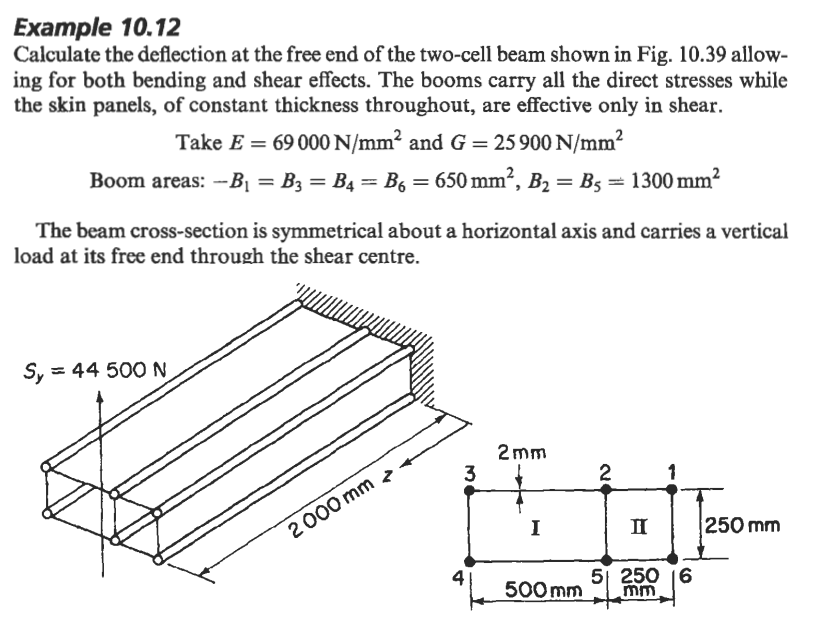 Example 10.12
Calculate the deflection at the free end of the two-cell beam shown in Fig. 10.39 allow-
ing for both bending and shear effects. The booms carry all the direct stresses while
the skin panels, of constant thickness throughout, are effective only in shear.
Take E = 69 000 N/mm² and G = 25 900 N/mm²
Boom areas: −B₁ = B₃ = B₄ = B₆ = 650 mm², B₂ = B₅ = 1300 mm²
The beam cross-section is symmetrical about a horizontal axis and carries a vertical
load at its free end through the shear centre.
Sy = 44 500 N
2000 mm z
2 mm
3 2 1
I II 250 mm
4 5 6
500 mm 250 mm